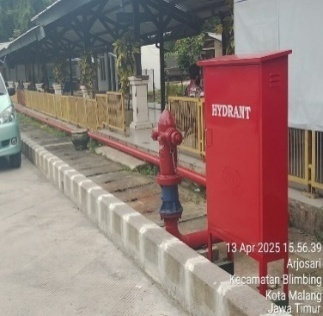 HYDRANT
13 Apr 2025 15.56.39
Arjosari
Kecamatan Blimbing
Kota Malang
Jawa Timur